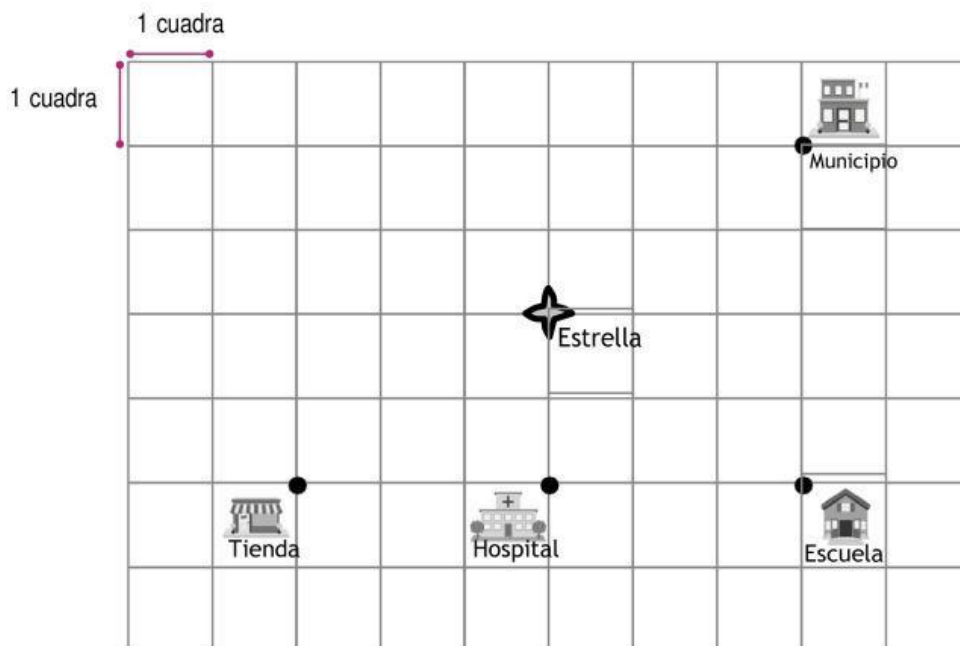 1 cuadra
1 cuadra
Municipio
Estrella
Tienda
Hospital
Escuela